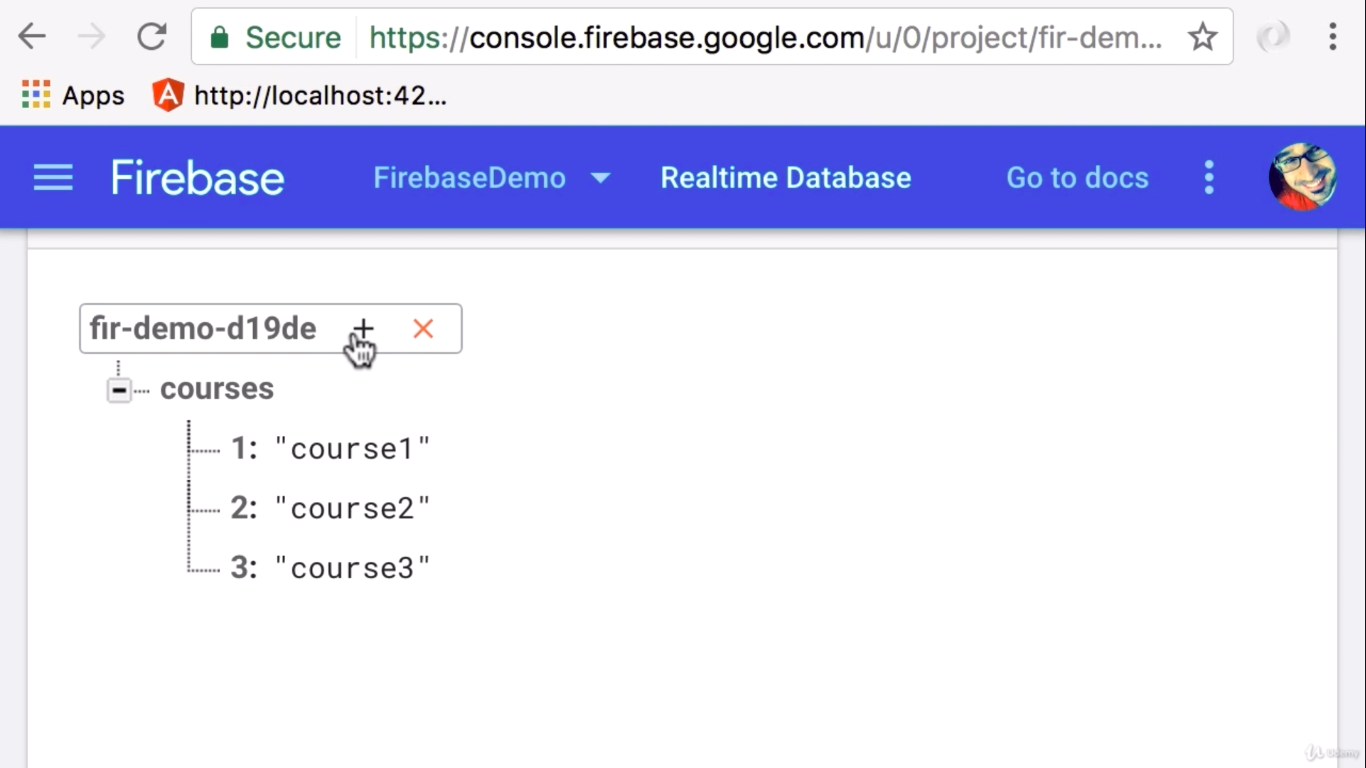 Secure https://console.firebase.google.com/u/0/project/fir-dem...
Apps http://localhost:42...
Firebase FirebaseDemo Realtime Database Go to docs
fir-demo-d19de
courses
1: "course1"
2: "course2"
3: "course3"
Udemy